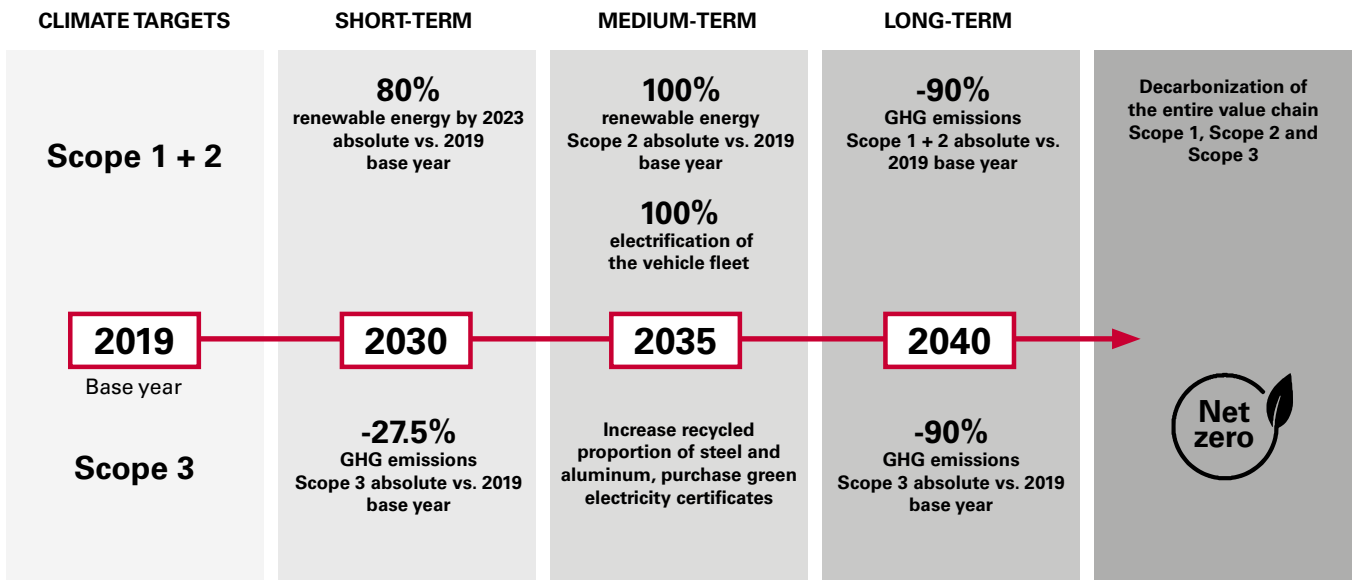 CLIMATE TARGETS
SHORT-TERM
MEDIUM-TERM
LONG-TERM
Scope 1 + 2
80%
renewable energy by 2023
absolute vs. 2019
base year
100%
renewable energy
Scope 2 absolute vs. 2019
base year
100%
electrification of
the vehicle fleet
-90%
GHG emissions
Scope 1 + 2 absolute vs.
2019 base year
Decarbonization of
the entire value chain
Scope 1, Scope 2 and
Scope 3
2019
Base year
2030
2035
2040
Scope 3
-27.5%
GHG emissions
Scope 3 absolute vs. 2019
base year
Increase recycled
proportion of steel and
aluminum, purchase green
electricity certificates
-90%
GHG emissions
Scope 3 absolute vs. 2019
base year
Net
zero